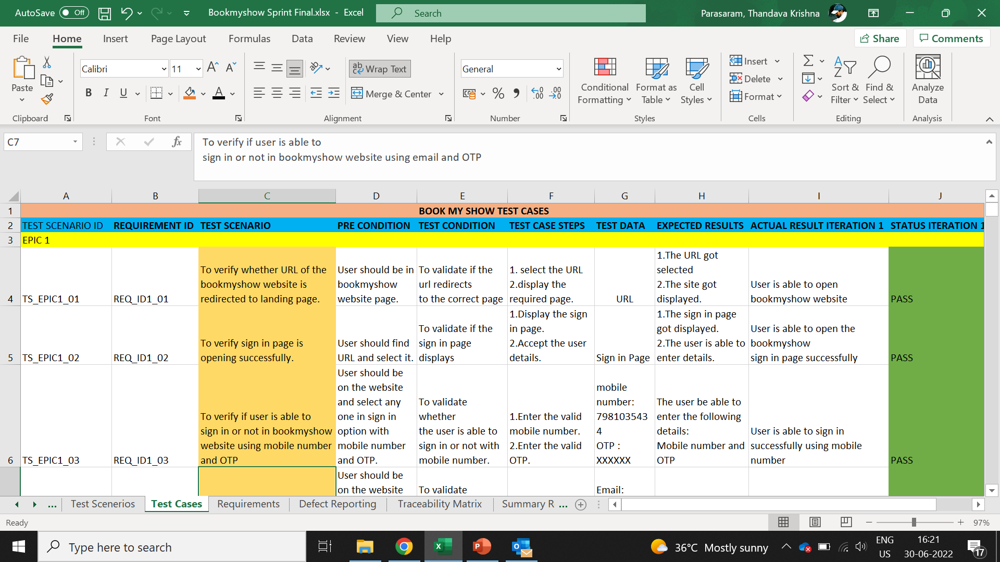 AutoSave Off Bookmyshow Sprint Final.xlsx - Excel Search Parasaram, Thandava Krishna
File Home Insert Page Layout Formulas Data Review View Help Share Comments
Paste
Calibri 11
Wrap Text
General
Conditional Formatting
Format as Table
Cell Styles
Insert
Delete
Format
Sort & Filter
Find & Select
Analyze Data
B I U A Merge & Center % 9 .00 .00
Clipboard Font Alignment Number Styles Cells Editing Analysis
C7 fx
To verify if user is able to
sign in or not in bookmyshow website using email and OTP
A B C D E F G H I J
1 BOOK MY SHOW TEST CASES
2 TEST SCENARIO ID REQUIREMENT ID TEST SCENARIO PRE CONDITION TEST CONDITION TEST CASE STEPS TEST DATA EXPECTED RESULTS ACTUAL RESULT ITERATION 1 STATUS ITERATION 1
3 EPIC 1
4 TS_EPIC1_01
REQ_ID1_01
To verify whether URL of the
bookmyshow website is
redirected to landing page.
User should be in
bookmyshow
website page.
To validate if the
url redirects
to the correct page
1. select the URL
2.display the
required page.
URL
1.The URL got
selected
2.The site got
displayed.
User is able to open
bookmyshow website
PASS
5 TS_EPIC1_02
REQ_ID1_02
To verify sign in page is
opening successfully.
User should find
URL and select it.
To validate if the
sign in page
displays
1.Display the sign
in page.
2.Accept the user
details.
Sign in Page
1.The sign in page
got displayed.
2.The user is able to
enter details.
User is able to open the
bookmyshow
sign in page successfully
PASS
6 TS_EPIC1_03
REQ_ID1_03
To verify if user is able to
sign in or not in bookmyshow
website using mobile number
and OTP
User should be
on the website
and select any
one in sign in
option with
mobile number
and OTP.
To validate
whether
the user is able to
sign in or not with
mobile number.
1.Enter the valid
mobile number.
2.Enter the valid
OTP.
mobile
number:
798103543
4
OTP :
XXXXXX
The user be able to
enter the following
details:
Mobile number and
OTP
User is able to sign in
successfully using mobile
number
PASS
User should be
on the website
To validate
Email:
... Test Scenerios Test Cases Requirements Defect Reporting Traceability Matrix Summary R ...
Ready 97%
Type here to search 36°C Mostly sunny ENG US 16:21 30-06-2022 17